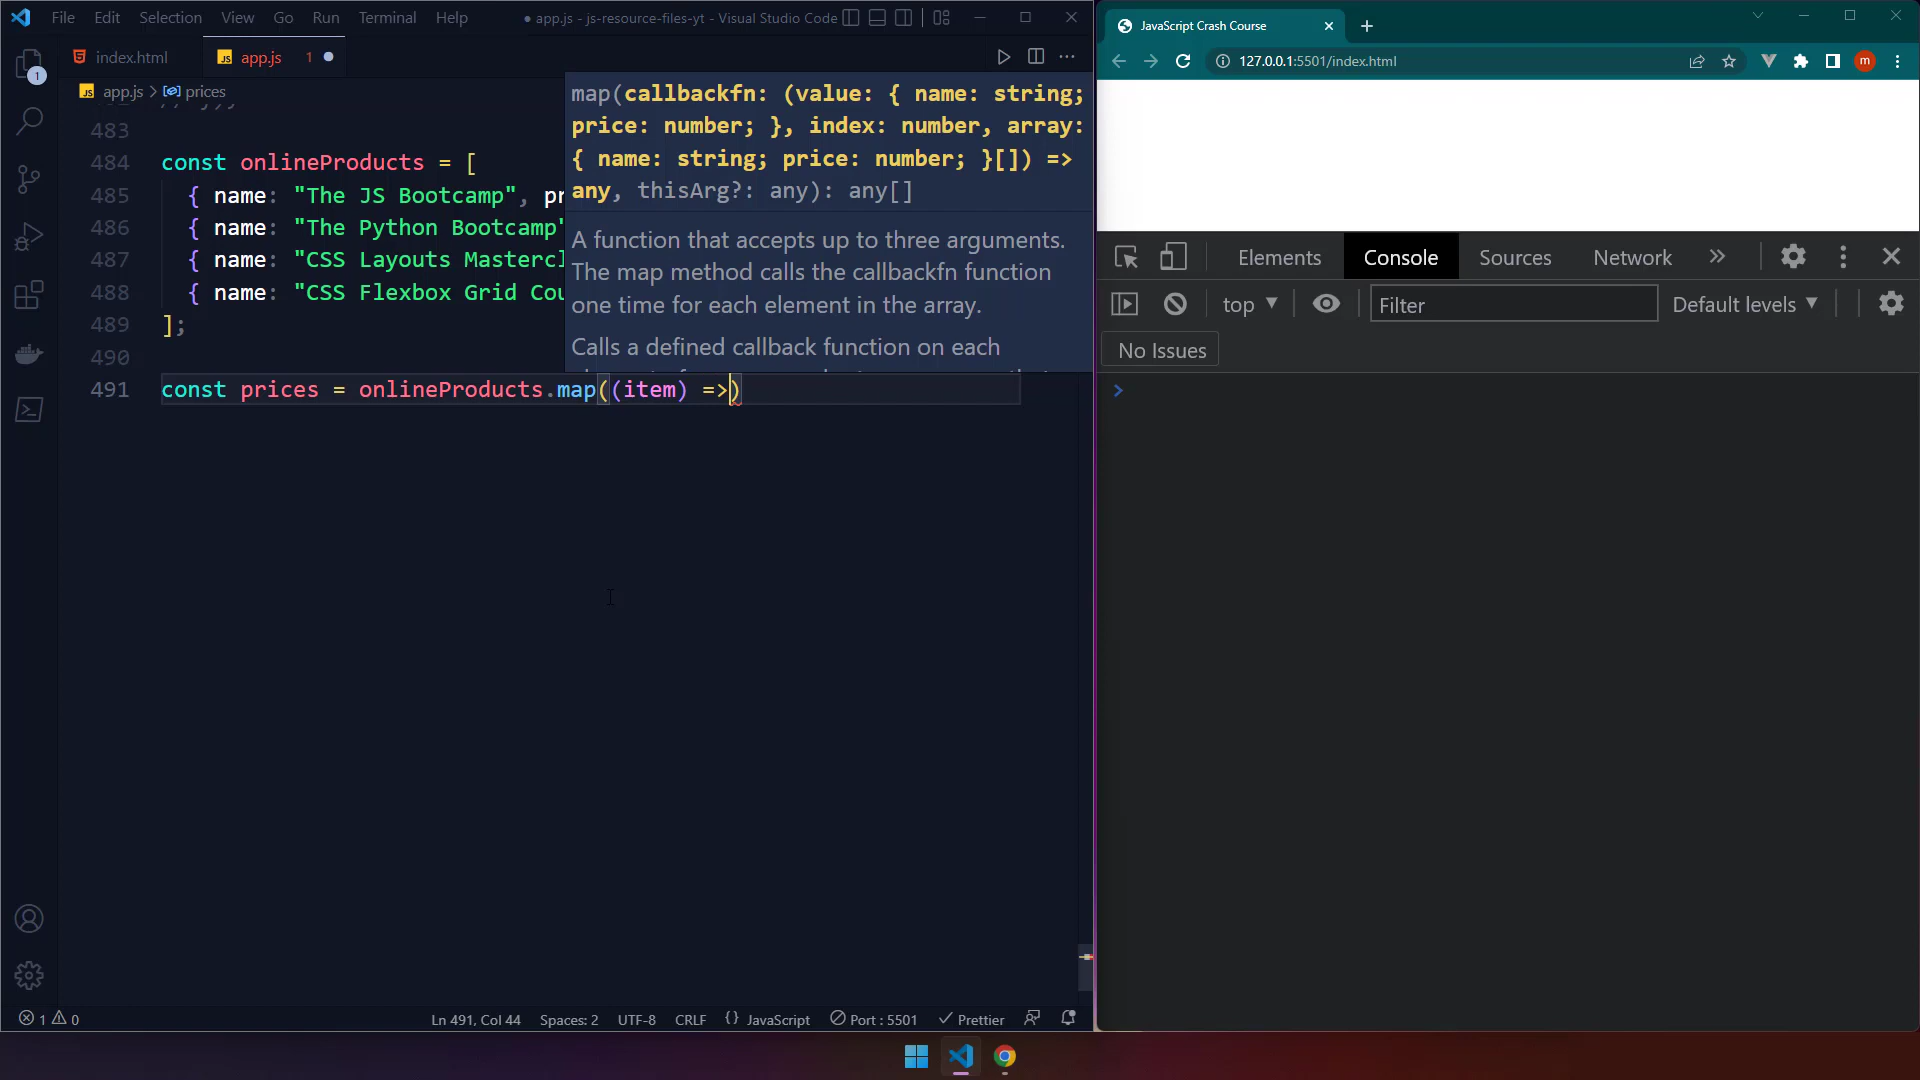 File Edit Selection View Go Run Terminal Help
● app.js - js-resource-files-yt - Visual Studio Code
index.html
JS app.js 1
JS app.js > prices
483
484 const onlineProducts = [
485 { name: "The JS Bootcamp", pr
486 { name: "The Python Bootcamp"
487 { name: "CSS Layouts Mastercl
488 { name: "CSS Flexbox Grid Cou
489 ];
490
491 const prices = onlineProducts.map((item) =>)
map(callbackfn: (value: { name: string;
price: number; }, index: number, array:
{ name: string; price: number; }[]) =>
any, thisArg?: any): any[]
A function that accepts up to three arguments.
The map method calls the callbackfn function
one time for each element in the array.
Calls a defined callback function on each
1
1 0
Ln 491, Col 44 Spaces: 2 UTF-8 CRLF {} JavaScript Port : 5501 Prettier
JavaScript Crash Course
127.0.0.1:5501/index.html
m
Elements Console Sources Network »
top Filter Default levels
No Issues
>